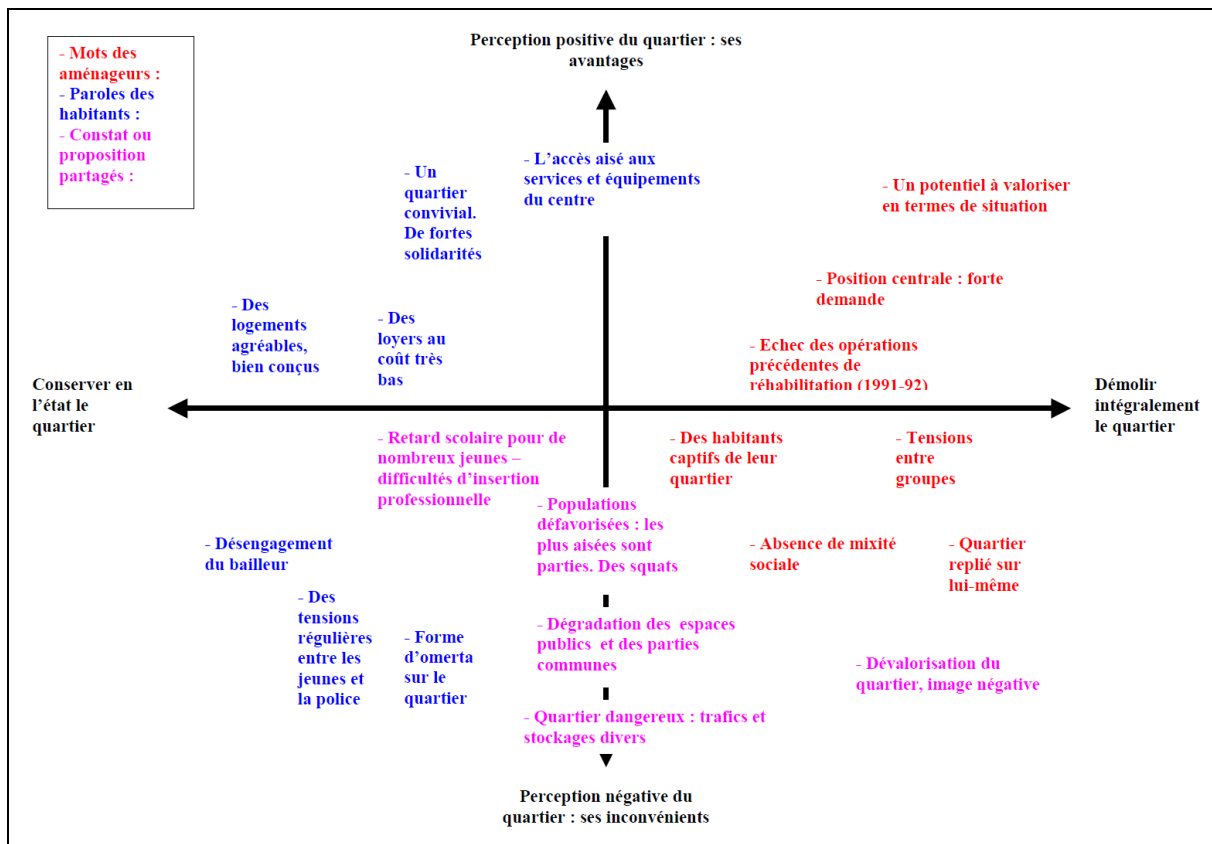 Perception positive du quartier : ses
avantages
- Mots des
aménageurs :
- Paroles des
habitants :
- Constat ou
proposition
partagés :
- Un
quartier
convivial.
De fortes
solidarités
- L'accès aisé aux
services et équipements
du centre
- Un potentiel à valoriser
en termes de situation
- Position centrale : forte
demande
- Des
logements
agréables,
bien conçus
- Des
loyers au
coût très
bas
- Echec des opérations
précédentes de
réhabilitation (1991-92)
Conserver en
l'état le
quartier
Démolir
intégralement
le quartier
- Retard scolaire pour de
nombreux jeunes –
difficultés d'insertion
professionnelle
- Des habitants
captifs de leur
quartier
- Tensions
entre
groupes
- Populations
défavorisées : les
plus aisées sont
parties. Des squats
- Désengagement
du bailleur
- Absence de mixité
sociale
- Quartier
replié sur
lui-même
- Des
tensions
régulières
entre les
jeunes et
la police
- Forme
d'omerta
sur le
quartier
- Dégradation des espaces
publics et des parties
communes
- Dévalorisation du
quartier, image négative
- Quartier dangereux : trafics et
stockages divers
Perception négative du
quartier : ses inconvénients